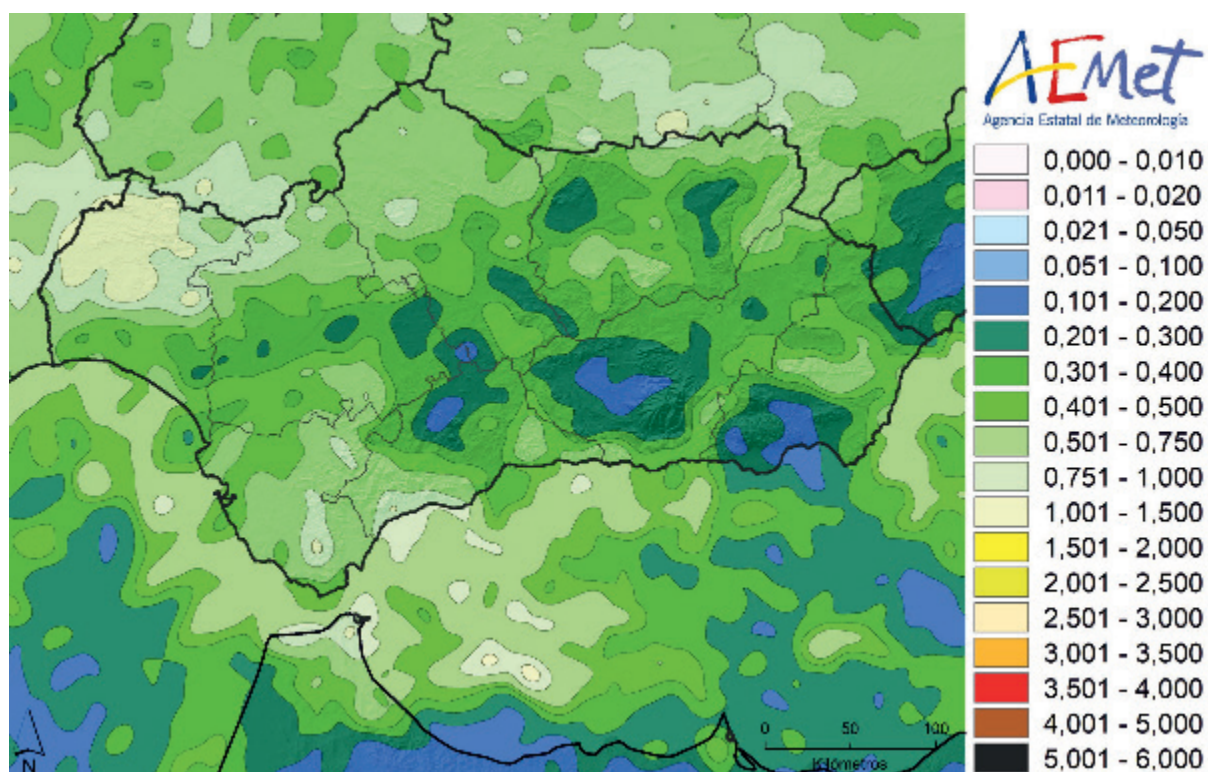 AEMet
Agencia Estatal de Meteorología
0,000 - 0,010
0,011 - 0,020
0,021 - 0,050
0,051 - 0,100
0,101 - 0,200
0,201 - 0,300
0,301 - 0,400
0,401 - 0,500
0,501 - 0,750
0,751 - 1,000
1,001 - 1,500
1,501 - 2,000
2,001 - 2,500
2,501 - 3,000
3,001 - 3,500
3,501 - 4,000
4,001 - 5,000
5,001 - 6,000
0 50 100
Kilómetros
N